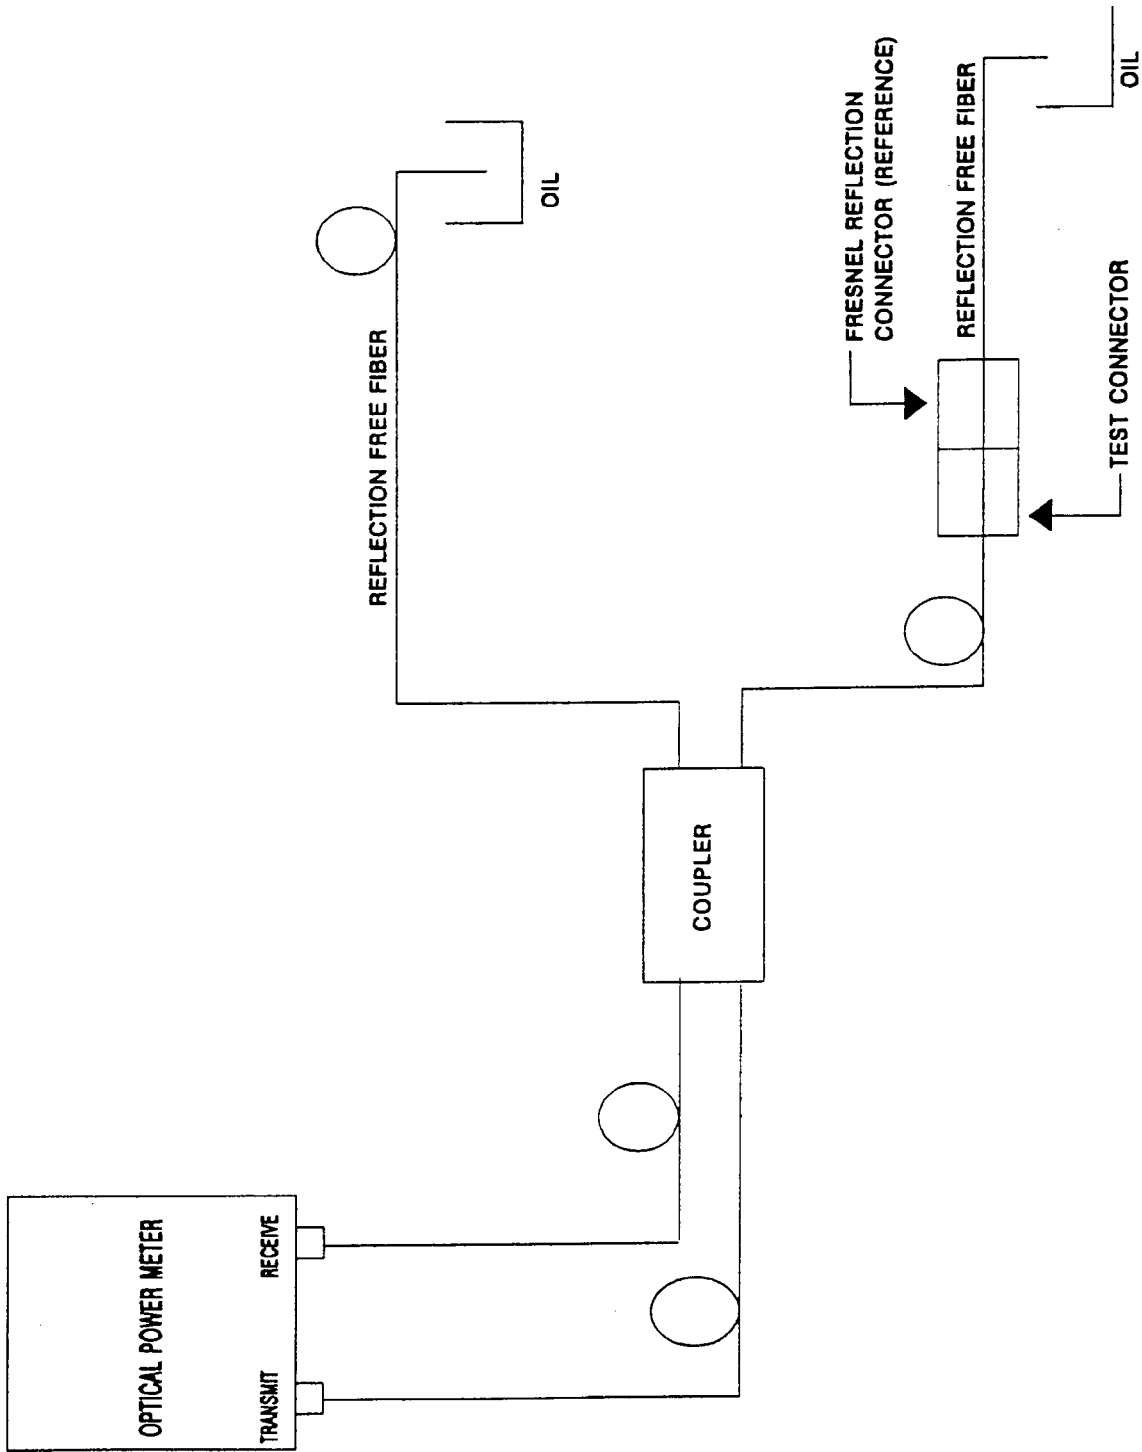 OPTICAL POWER METER
TRANSMIT
RECEIVE
COUPLER
REFLECTION FREE FIBER
OIL
FRESNEL REFLECTION
CONNECTOR (REFERENCE)
REFLECTION FREE FIBER
OIL
TEST CONNECTOR